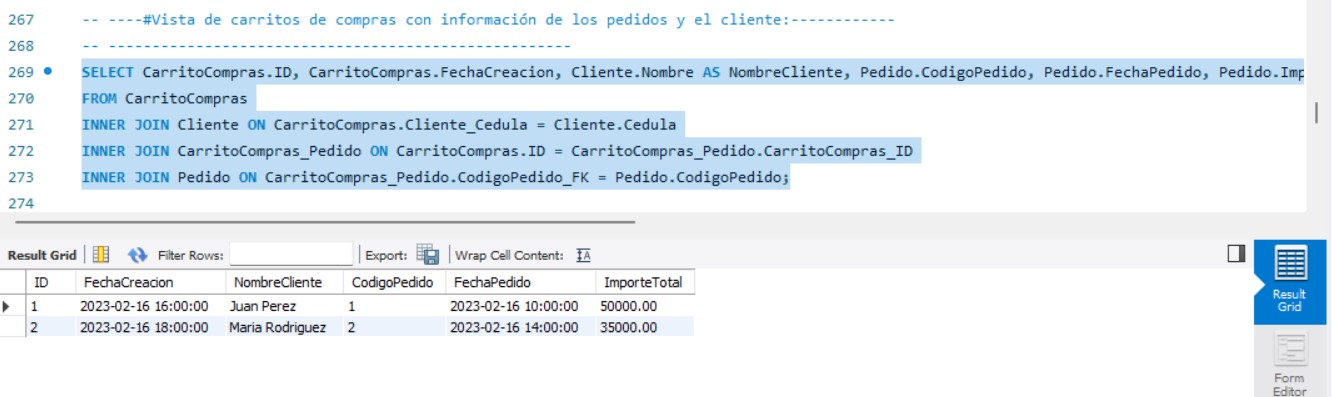 267 -- ----#Vista de carritos de compras con información de los pedidos y el cliente:------------
268 -- --------------------------------------------------
269 SELECT CarritoCompras.ID, CarritoCompras.FechaCreacion, Cliente.Nombre AS NombreCliente, Pedido.CodigoPedido, Pedido.FechaPedido, Pedido.Imp
270 FROM CarritoCompras
271 INNER JOIN Cliente ON CarritoCompras.Cliente_Cedula = Cliente.Cedula
272 INNER JOIN CarritoCompras_Pedido ON CarritoCompras.ID = CarritoCompras_Pedido.CarritoCompras_ID
273 INNER JOIN Pedido ON CarritoCompras_Pedido.CodigoPedido_FK = Pedido.CodigoPedido;
274
Result Grid Filter Rows: Export: Wrap Cell Content: IA
ID FechaCreacion NombreCliente CodigoPedido FechaPedido ImporteTotal
1 2023-02-16 16:00:00 Juan Perez 1 2023-02-16 10:00:00 50000.00
2 2023-02-16 18:00:00 Maria Rodriguez 2 2023-02-16 14:00:00 35000.00
Result
Grid
Form
Editor